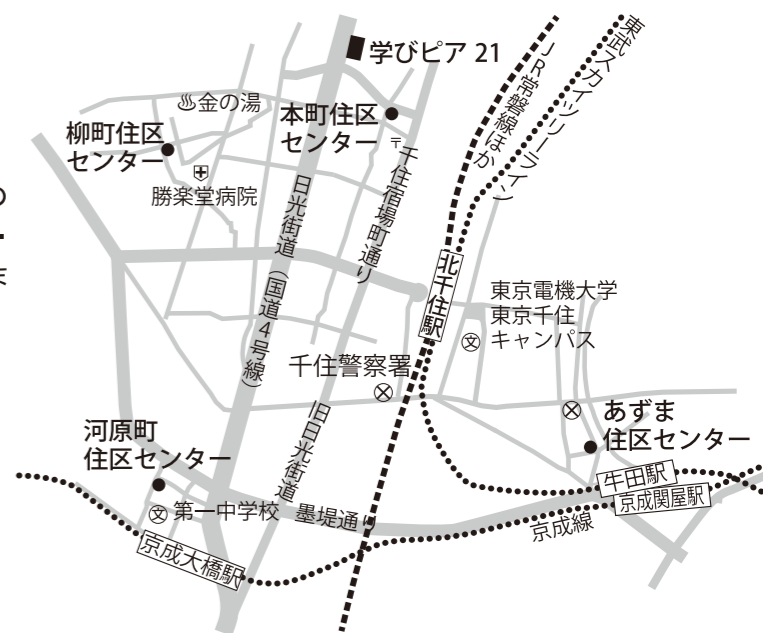 学びピア 21
♨金の湯
本町住区
センター
柳町住区
センター
勝楽堂病院
〒
千住宿場町通り
日光街道（国道4号線）
JR常磐線ほか
東武スカイツリーライン
の
ま
北千住駅
東京電機大学
東京千住
キャンパス
文
千住警察署
旧日光街道
あずま
住区センター
河原町
住区センター
文 第一中学校
墨堤通り
牛田駅
京成関屋駅
京成線
京成大橋駅